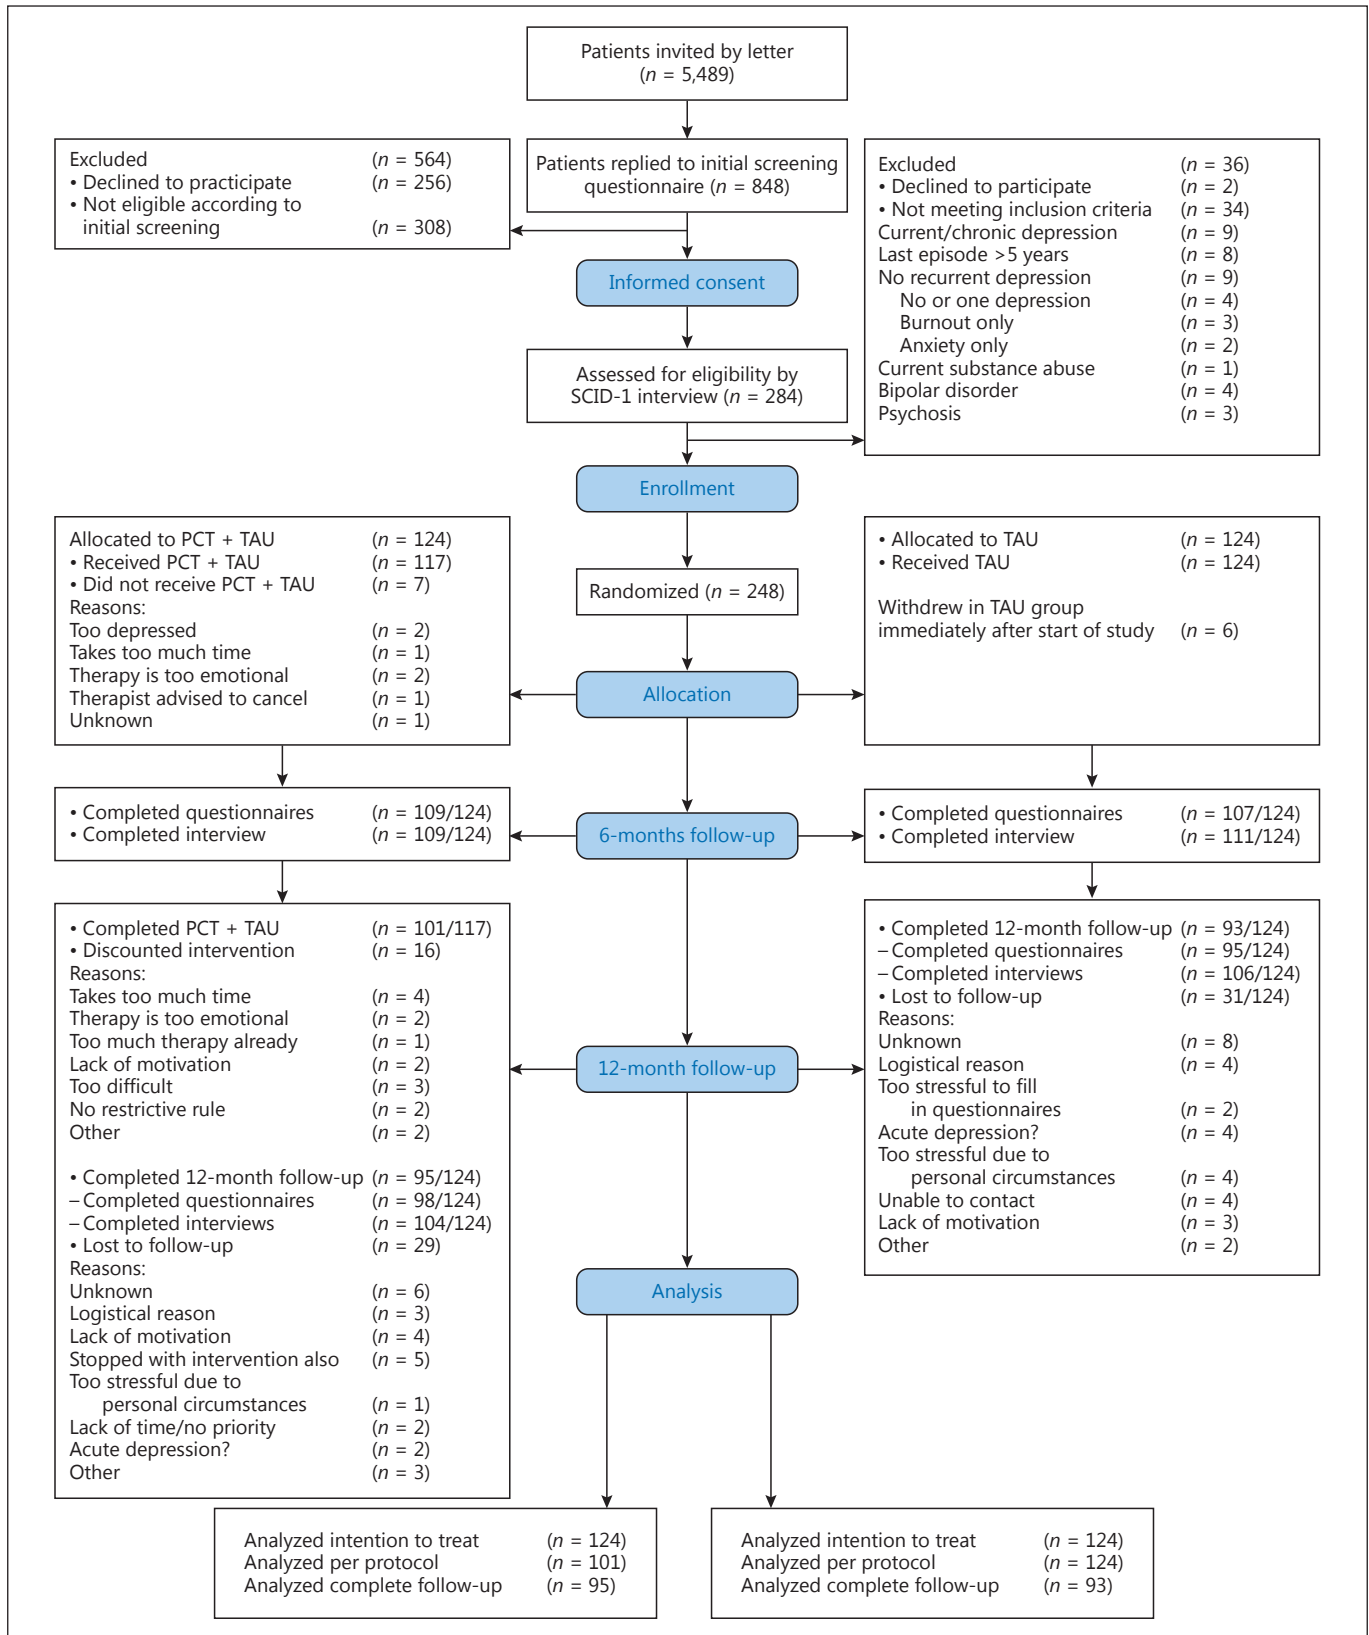 Patients invited by letter
(n = 5,489)
Excluded (n = 564)
• Declined to practicipate (n = 256)
• Not eligible according to
initial screening (n = 308)
Patients replied to initial screening
questionnaire (n = 848)
Excluded (n = 36)
• Declined to participate (n = 2)
• Not meeting inclusion criteria (n = 34)
Current/chronic depression (n = 9)
Last episode >5 years (n = 8)
No recurrent depression (n = 9)
No or one depression (n = 4)
Burnout only (n = 3)
Anxiety only (n = 2)
Current substance abuse (n = 1)
Bipolar disorder (n = 4)
Psychosis (n = 3)
Informed consent
Assessed for eligibility by
SCID-1 interview (n = 284)
Enrollment
Allocated to PCT + TAU (n = 124)
• Received PCT + TAU (n = 117)
• Did not receive PCT + TAU (n = 7)
Reasons:
Too depressed (n = 2)
Takes too much time (n = 1)
Therapy is too emotional (n = 2)
Therapist advised to cancel (n = 1)
Unknown (n = 1)
Randomized (n = 248)
• Allocated to TAU (n = 124)
• Received TAU (n = 124)
Withdrew in TAU group
immediately after start of study (n = 6)
Allocation
• Completed questionnaires (n = 109/124)
• Completed interview (n = 109/124)
6-months follow-up
• Completed questionnaires (n = 107/124)
• Completed interview (n = 111/124)
• Completed PCT + TAU (n = 101/117)
• Discounted intervention (n = 16)
Reasons:
Takes too much time (n = 4)
Therapy is too emotional (n = 2)
Too much therapy already (n = 1)
Lack of motivation (n = 2)
Too difficult (n = 3)
No restrictive rule (n = 2)
Other (n = 2)
• Completed 12-month follow-up (n = 95/124)
– Completed questionnaires (n = 98/124)
– Completed interviews (n = 104/124)
• Lost to follow-up (n = 29)
Reasons:
Unknown (n = 6)
Logistical reason (n = 3)
Lack of motivation (n = 4)
Stopped with intervention also (n = 5)
Too stressful due to
personal circumstances (n = 1)
Lack of time/no priority (n = 2)
Acute depression? (n = 2)
Other (n = 3)
12-month follow-up
• Completed 12-month follow-up (n = 93/124)
– Completed questionnaires (n = 95/124)
– Completed interviews (n = 106/124)
• Lost to follow-up (n = 31/124)
Reasons:
Unknown (n = 8)
Logistical reason (n = 4)
Too stressful to fill
in questionnaires (n = 2)
Acute depression? (n = 4)
Too stressful due to
personal circumstances (n = 4)
Unable to contact (n = 4)
Lack of motivation (n = 3)
Other (n = 2)
Analysis
Analyzed intention to treat (n = 124)
Analyzed per protocol (n = 101)
Analyzed complete follow-up (n = 95)
Analyzed intention to treat (n = 124)
Analyzed per protocol (n = 124)
Analyzed complete follow-up (n = 93)